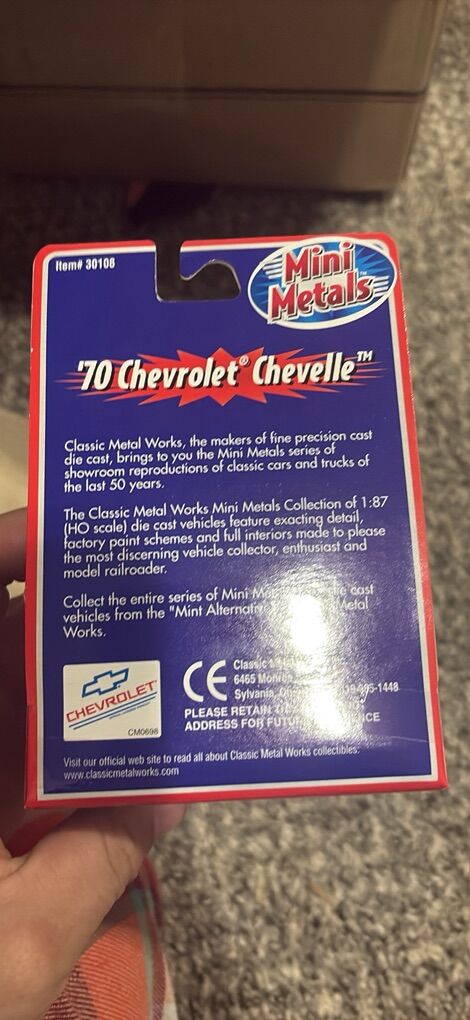 Item# 30108
Mini
Metals™
'70 Chevrolet® Chevelle™
Classic Metal Works, the makers of fine precision cast
die cast, brings to you the Mini Metals series of
showroom reproductions of classic cars and trucks of
the last 50 years.
The Classic Metal Works Mini Metals Collection of 1:87
(HO scale) die cast vehicles feature exacting detail,
factory paint schemes and full interiors made to please
the most discerning vehicle collector, enthusiast and
model railroader.
Collect the entire series of Mini cast
vehicles from the "Mint Metal
Works.
CHEVROLET
CM0698
CE
Classic
6465
Sylvania, -1448
PLEASE RETAIN
ADDRESS FOR
Visit our official web site to read all about Classic Metal Works collectibles:
www.classicmetalworks.com